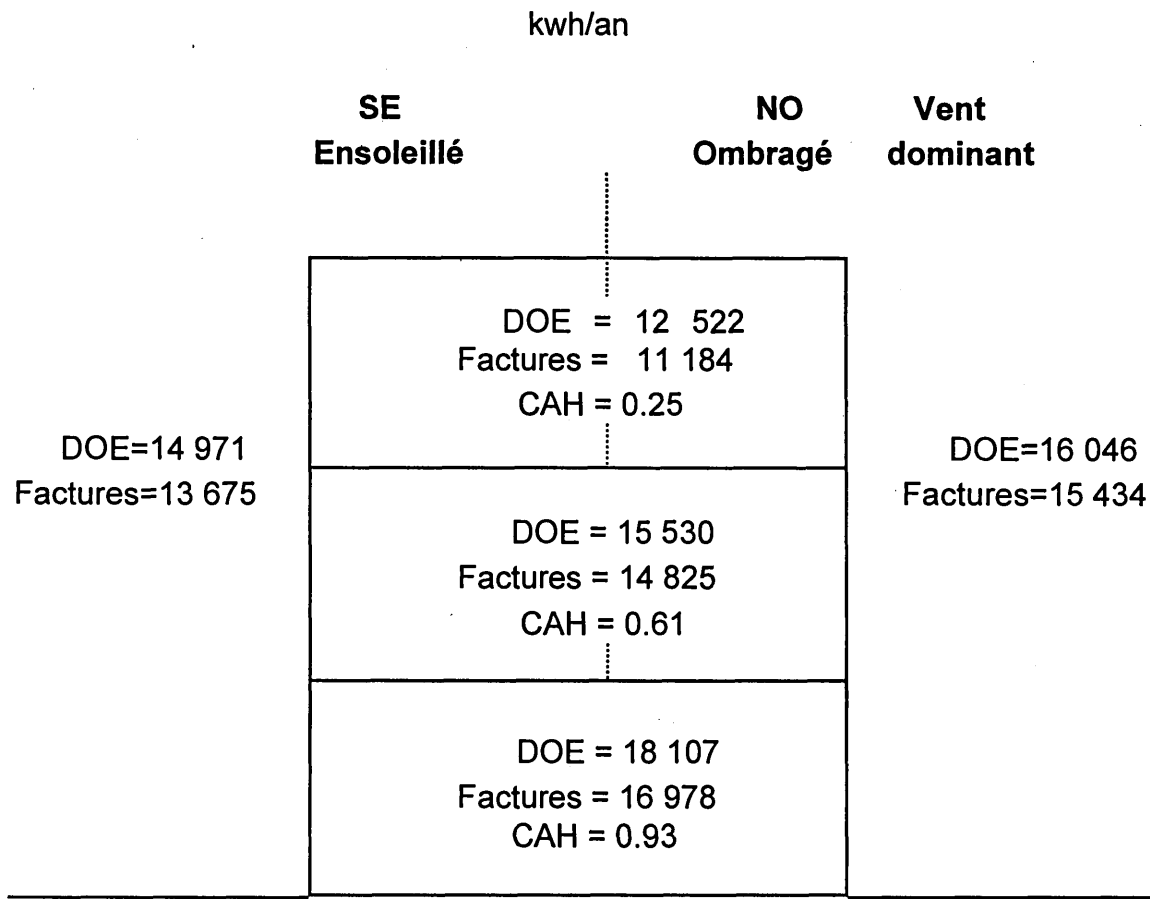 kwh/an
SE NO Vent
Ensoleillé Ombragé dominant
DOE = 12 522
Factures = 11 184
CAH = 0.25
DOE=14 971
Factures=13 675
DOE=16 046
Factures=15 434
DOE = 15 530
Factures = 14 825
CAH = 0.61
DOE = 18 107
Factures = 16 978
CAH = 0.93